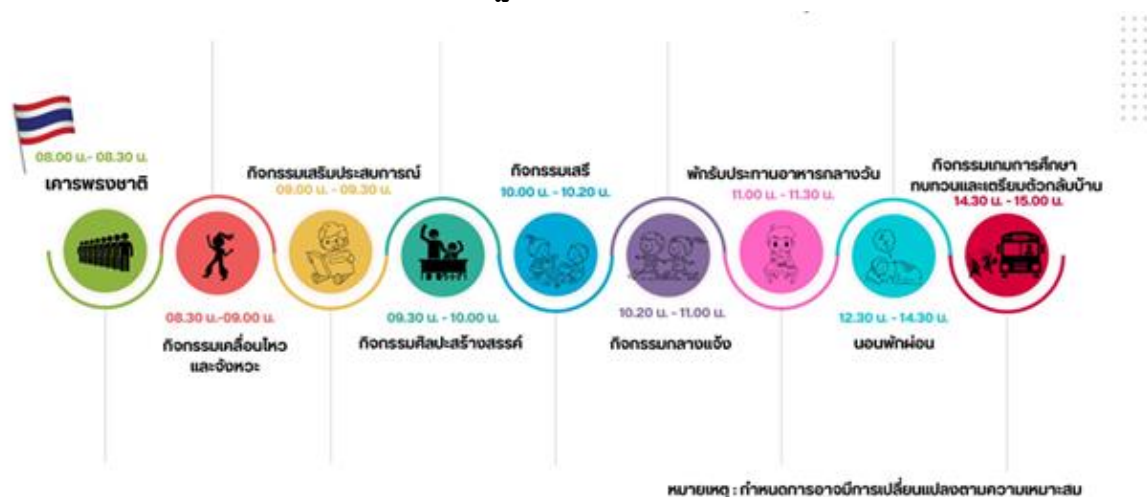 08.00 น.- 08.30 น.
เคารพธงชาติ
08.30 น.-09.00 น.
กิจกรรมเคลื่อนไหว
และจังหวะ
กิจกรรมเสริมประสบการณ์
09.00 น. - 09.30 น.
09.30 น. - 10.00 น.
กิจกรรมศิลปะสร้างสรรค์
กิจกรรมเสรี
10.00 น. - 10.20 น.
10.20 น. - 11.00 น.
กิจกรรมกลางแจ้ง
พักรับประทานอาหารกลางวัน
11.00 น. - 11.30 น.
12.30 น. - 14.30 น.
นอนพักผ่อน
กิจกรรมเกมการศึกษา
ทบทวนและเตรียมตัวกลับบ้าน
14.30 น. - 15.00 น.
หมายเหตุ : กำหนดการอาจมีการเปลี่ยนแปลงตามความเหมาะสม